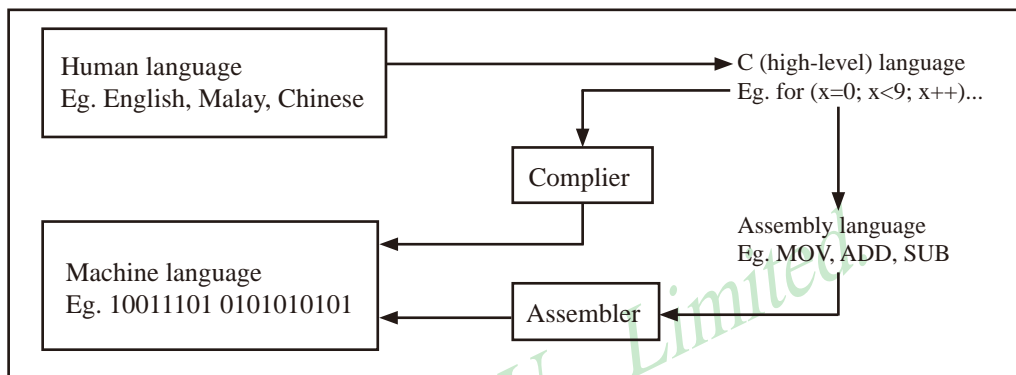 Human language
Eg. English, Malay, Chinese
C (high-level) language
Eg. for (x=0; x<9; x++)...
Complier
Assembly language
Eg. MOV, ADD, SUB
Machine language
Eg. 10011101 0101010101
Assembler
Limited.